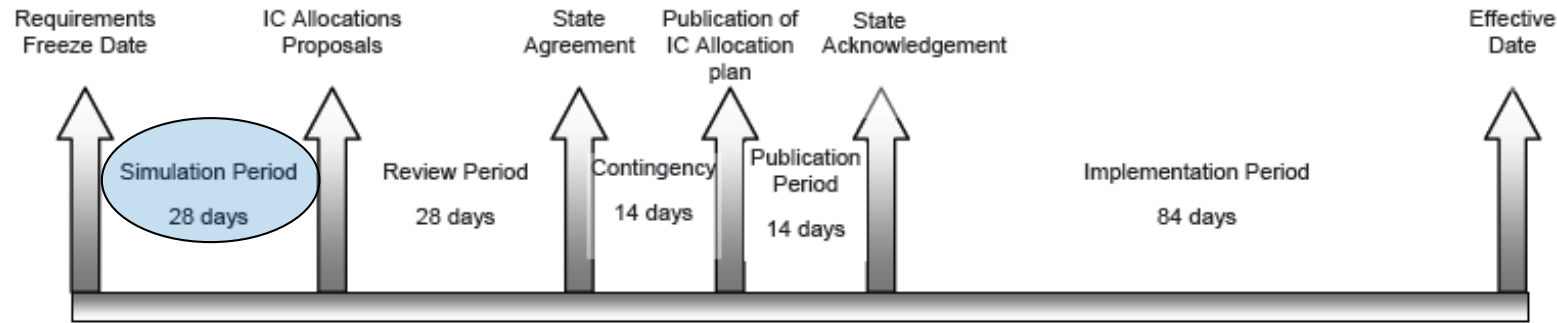 Requirements
Freeze Date
IC Allocations
Proposals
State
Agreement
Publication of
IC Allocation
plan
State
Acknowledgement
Effective
Date
Simulation Period
28 days
Review Period
28 days
Contingency
14 days
Publication
Period
14 days
Implementation Period
84 days